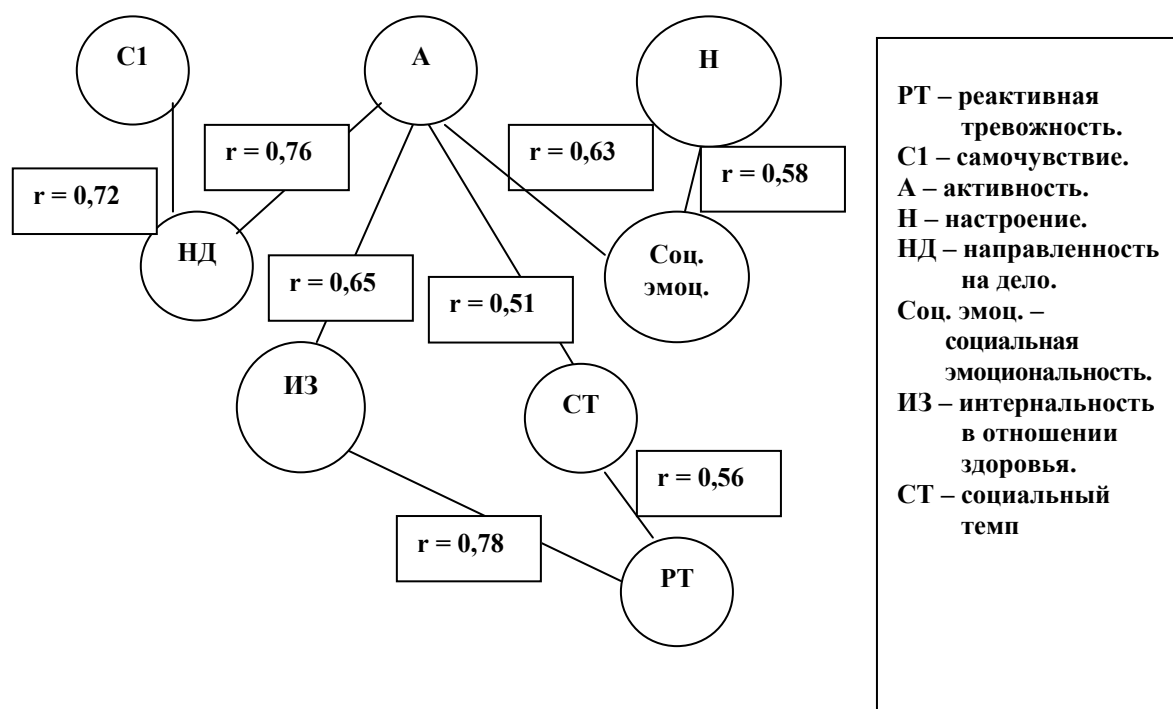 С1
А
Н
r = 0,76
r = 0,63
r = 0,58
r = 0,72
НД
Соц.
эмоц.
r = 0,65
r = 0,51
ИЗ
СТ
r = 0,56
r = 0,78
РТ
РТ – реактивная
тревожность.
С1 – самочувствие.
А – активность.
Н – настроение.
НД – направленность
на дело.
Соц. эмоц. –
социальная
эмоциональность.
ИЗ – интернальность
в отношении
здоровья.
СТ – социальный
темп